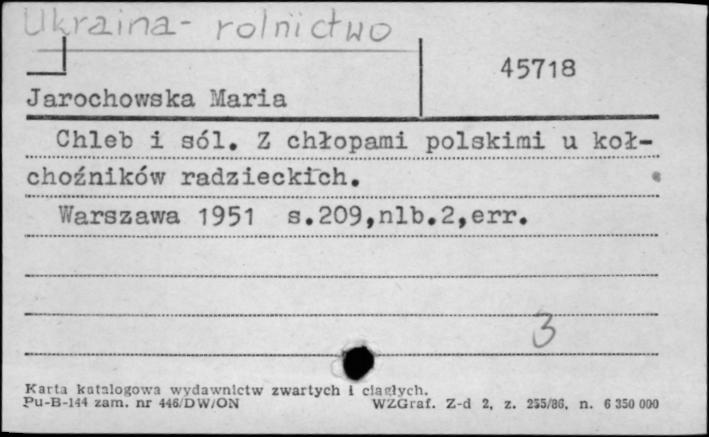 Ukraina - rolnictwo
45718
Jarochowska Maria
Chleb i sól. Z chłopami polskimi u koł-
choźników radzieckich.
Warszawa 1951 s.209,nlb.2,err.
3
Karta katalogowa wydawnictw zwartych i ciągłych.
Pu-B-144 zam. nr 446/DW/ON WZGraf. Z-d 2, z. 255/86, n. 6 350 000